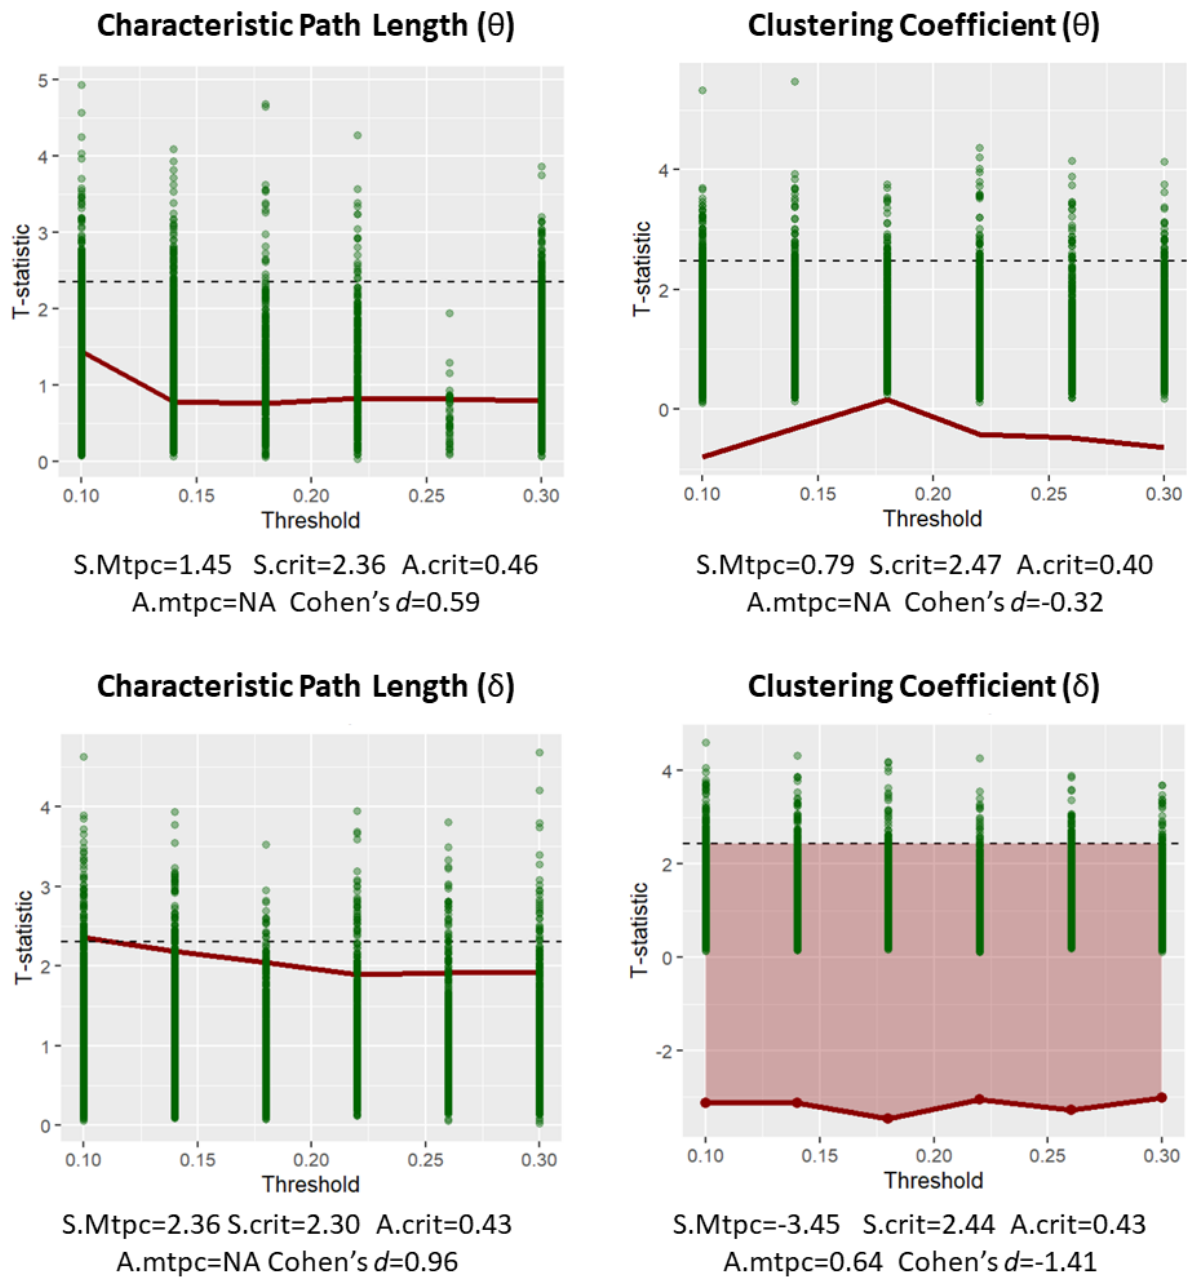 Characteristic Path Length (θ)
5
4
3
2
1
0
T-statistic
0.10 0.15 0.20 0.25 0.30
Threshold
S.Mtpc=1.45 S.crit=2.36 A.crit=0.46
A.mtpc=NA Cohen’s d=0.59
Clustering Coefficient (θ)
4
2
0
T-statistic
0.10 0.15 0.20 0.25 0.30
Threshold
S.Mtpc=0.79 S.crit=2.47 A.crit=0.40
A.mtpc=NA Cohen’s d=-0.32
Characteristic Path Length (δ)
4
3
2
1
0
T-statistic
0.10 0.15 0.20 0.25 0.30
Threshold
S.Mtpc=2.36 S.crit=2.30 A.crit=0.43
A.mtpc=NA Cohen’s d=0.96
Clustering Coefficient (δ)
4
2
0
-2
T-statistic
0.10 0.15 0.20 0.25 0.30
Threshold
S.Mtpc=-3.45 S.crit=2.44 A.crit=0.43
A.mtpc=0.64 Cohen’s d=-1.41